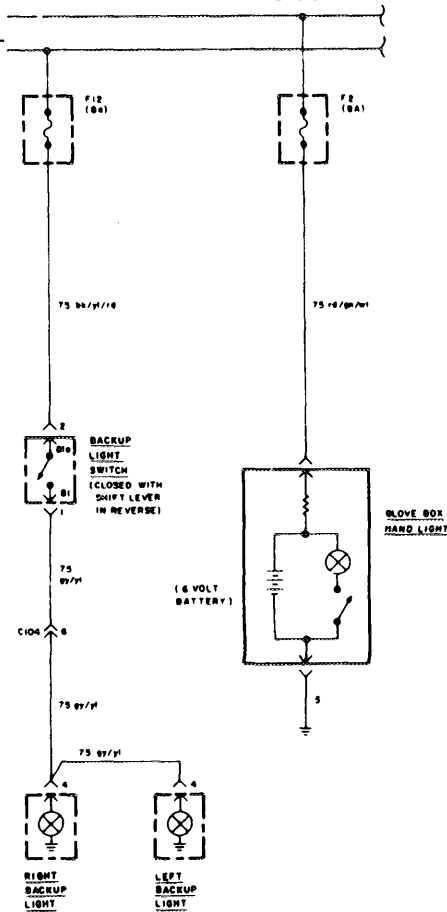 F12
(8A)
F2
(8A)
.75 bk/yl/rd
.75 rd/gn/wt
2
B1a
B1
1
BACKUP
LIGHT
SWITCH
(CLOSED WITH
SHIFT LEVER
IN REVERSE)
GLOVE BOX
HAND LIGHT
(6 VOLT
BATTERY)
.75
gy/yl
C104
6
5
.75 gy/yl
.75 gy/yl
4
4
RIGHT
BACKUP
LIGHT
LEFT
BACKUP
LIGHT